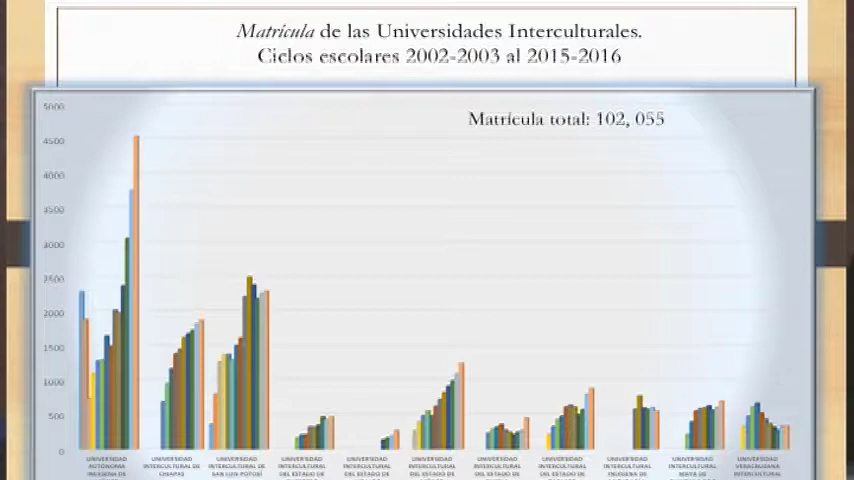 Matrícula de las Universidades Interculturales.
Ciclos escolares 2002-2003 al 2015-2016
Matrícula total: 102, 055
5000
4500
4000
3500
3000
2500
2000
1500
1000
500
0
UNIVERSIDAD
AUTONOMA
INDIGENA DE
UNIVERSIDAD
INTERCULTURAL DE
CHIAPAS
UNIVERSIDAD
INTERCULTURAL DE
SAN LUIS POTOSÍ
UNIVERSIDAD
INTERCULTURAL
DEL ESTADO DE
UNIVERSIDAD
INTERCULTURAL
DEL ESTADO DE
UNIVERSIDAD
INTERCULTURAL
DEL ESTADO DE
UNIVERSIDAD
INTERCULTURAL
DEL ESTADO DE
UNIVERSIDAD
INTERCULTURAL
DEL ESTADO DE
UNIVERSIDAD
INTERCULTURAL
INDIGENA DE
UNIVERSIDAD
INTERCULTURAL
MAYA DE
UNIVERSIDAD
VERACRUZANA
INTERCULTURAL